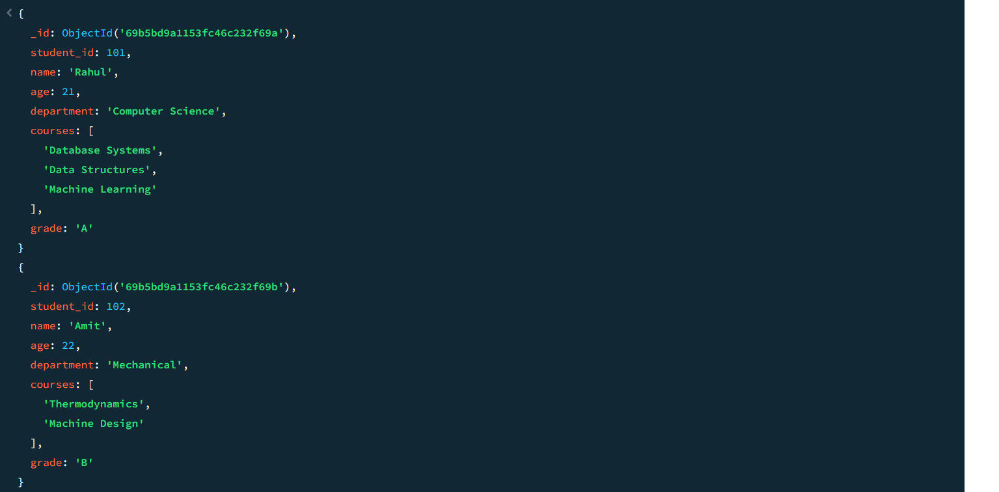 {
_id: ObjectId('69b5bd9a1153fc46c232f69a'),
student_id: 101,
name: 'Rahul',
age: 21,
department: 'Computer Science',
courses: [
'Database Systems',
'Data Structures',
'Machine Learning'
],
grade: 'A'
}
{
_id: ObjectId('69b5bd9a1153fc46c232f69b'),
student_id: 102,
name: 'Amit',
age: 22,
department: 'Mechanical',
courses: [
'Thermodynamics',
'Machine Design'
],
grade: 'B'
}